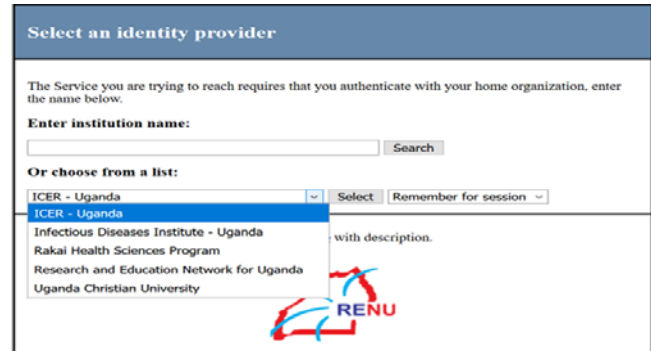 Select an identity provider
The Service you are trying to reach requires that you authenticate with your home organization, enter
the name below.
Enter institution name:
Search
Or choose from a list:
ICER - Uganda
Select
Remember for session
ICER - Uganda
Infectious Diseases Institute - Uganda
Rakai Health Sciences Program
Research and Education Network for Uganda
Uganda Christian University
with description.
RENU